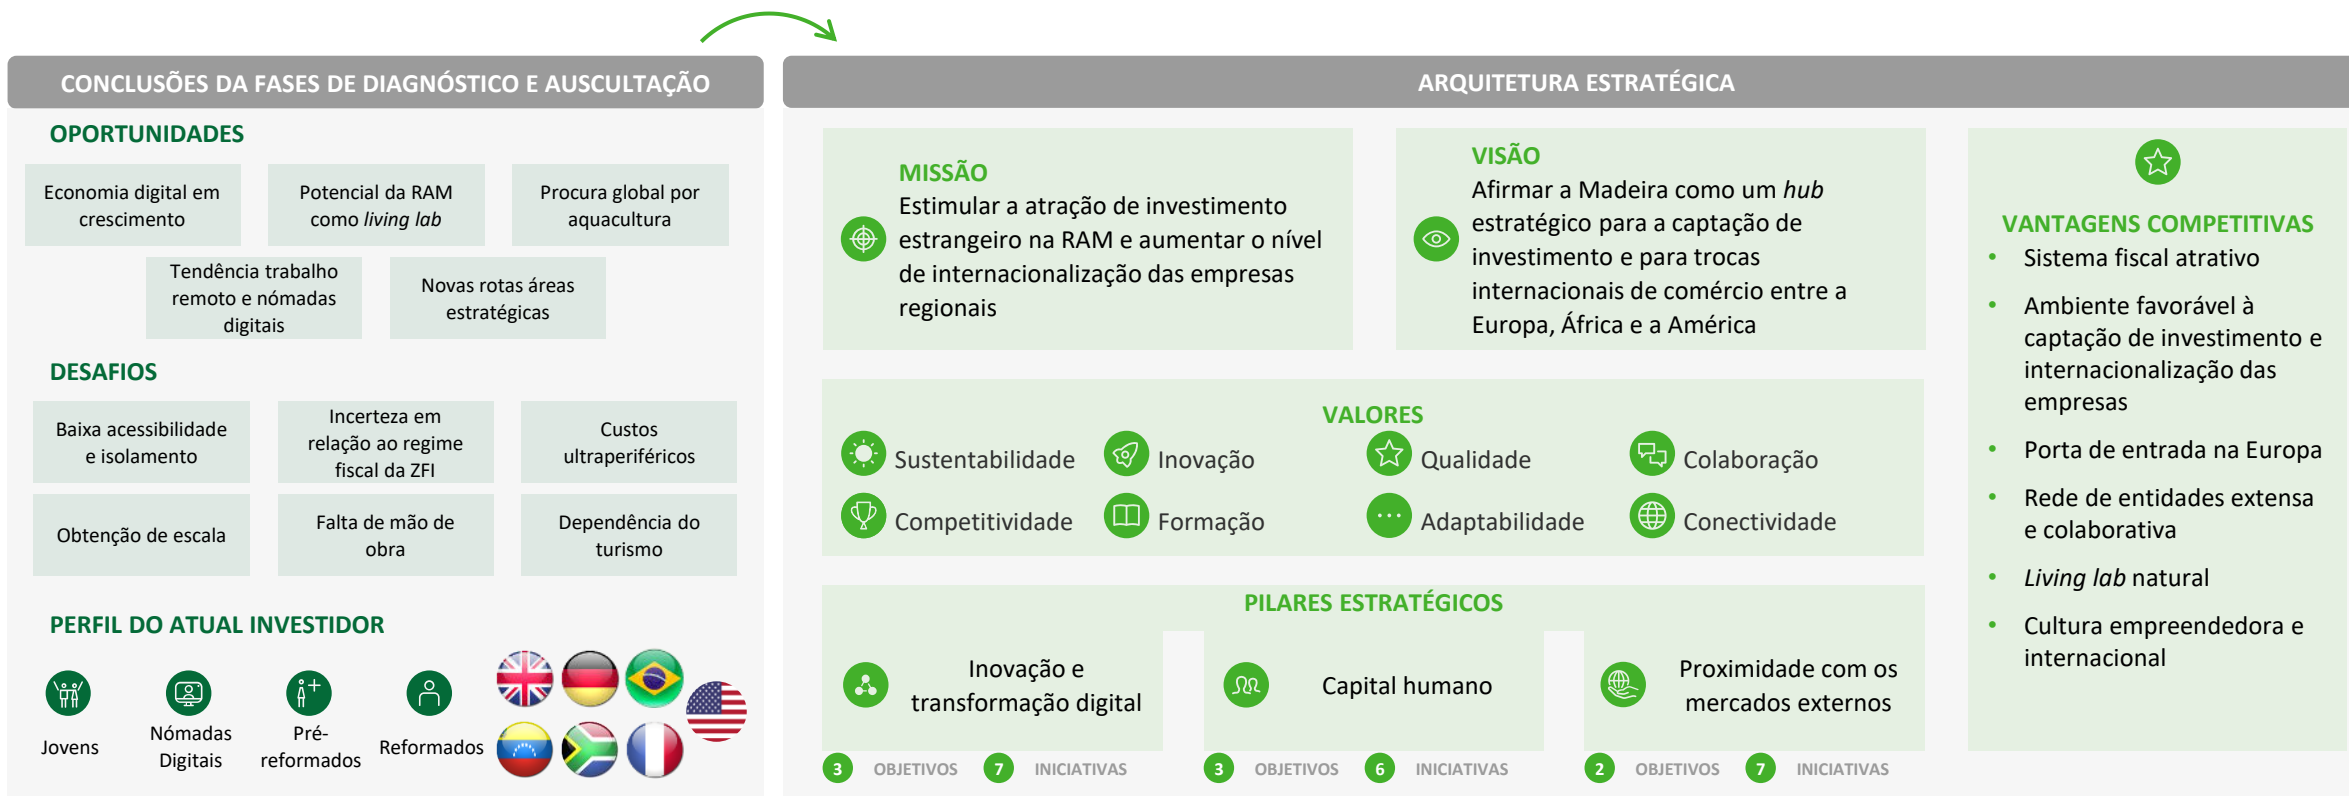 CONCLUSÕES DA FASES DE DIAGNÓSTICO E AUSCULTAÇÃO
OPORTUNIDADES
Economia digital em
crescimento
Potencial da RAM
como living lab
Procura global por
aquacultura
Tendência trabalho
remoto e nómadas
digitais
Novas rotas áreas
estratégicas
DESAFIOS
Baixa acessibilidade
e isolamento
Incerteza em
relação ao regime
fiscal da ZFI
Custos
ultraperiféricos
Obtenção de escala
Falta de mão de
obra
Dependência do
turismo
PERFIL DO ATUAL INVESTIDOR
Jovens
Nómadas
Digitais
Pré-
reformados
Reformados
ARQUITETURA ESTRATÉGICA
MISSÃO
Estimular a atração de investimento
estrangeiro na RAM e aumentar o nível
de internacionalização das empresas
regionais
VISÃO
Afirmar a Madeira como um hub
estratégico para a captação de
investimento e para trocas
internacionais de comércio entre a
Europa, África e a América
VALORES
Sustentabilidade
Inovação
Qualidade
Colaboração
Competitividade
Formação
Adaptabilidade
Conectividade
PILARES ESTRATÉGICOS
Inovação e
transformação digital
3 OBJETIVOS 7 INICIATIVAS
Capital humano
3 OBJETIVOS 6 INICIATIVAS
Proximidade com os
mercados externos
2 OBJETIVOS 7 INICIATIVAS
VANTAGENS COMPETITIVAS
• Sistema fiscal atrativo
• Ambiente favorável à
captação de investimento e
internacionalização das
empresas
• Porta de entrada na Europa
• Rede de entidades extensa
e colaborativa
• Living lab natural
• Cultura empreendedora e
internacional